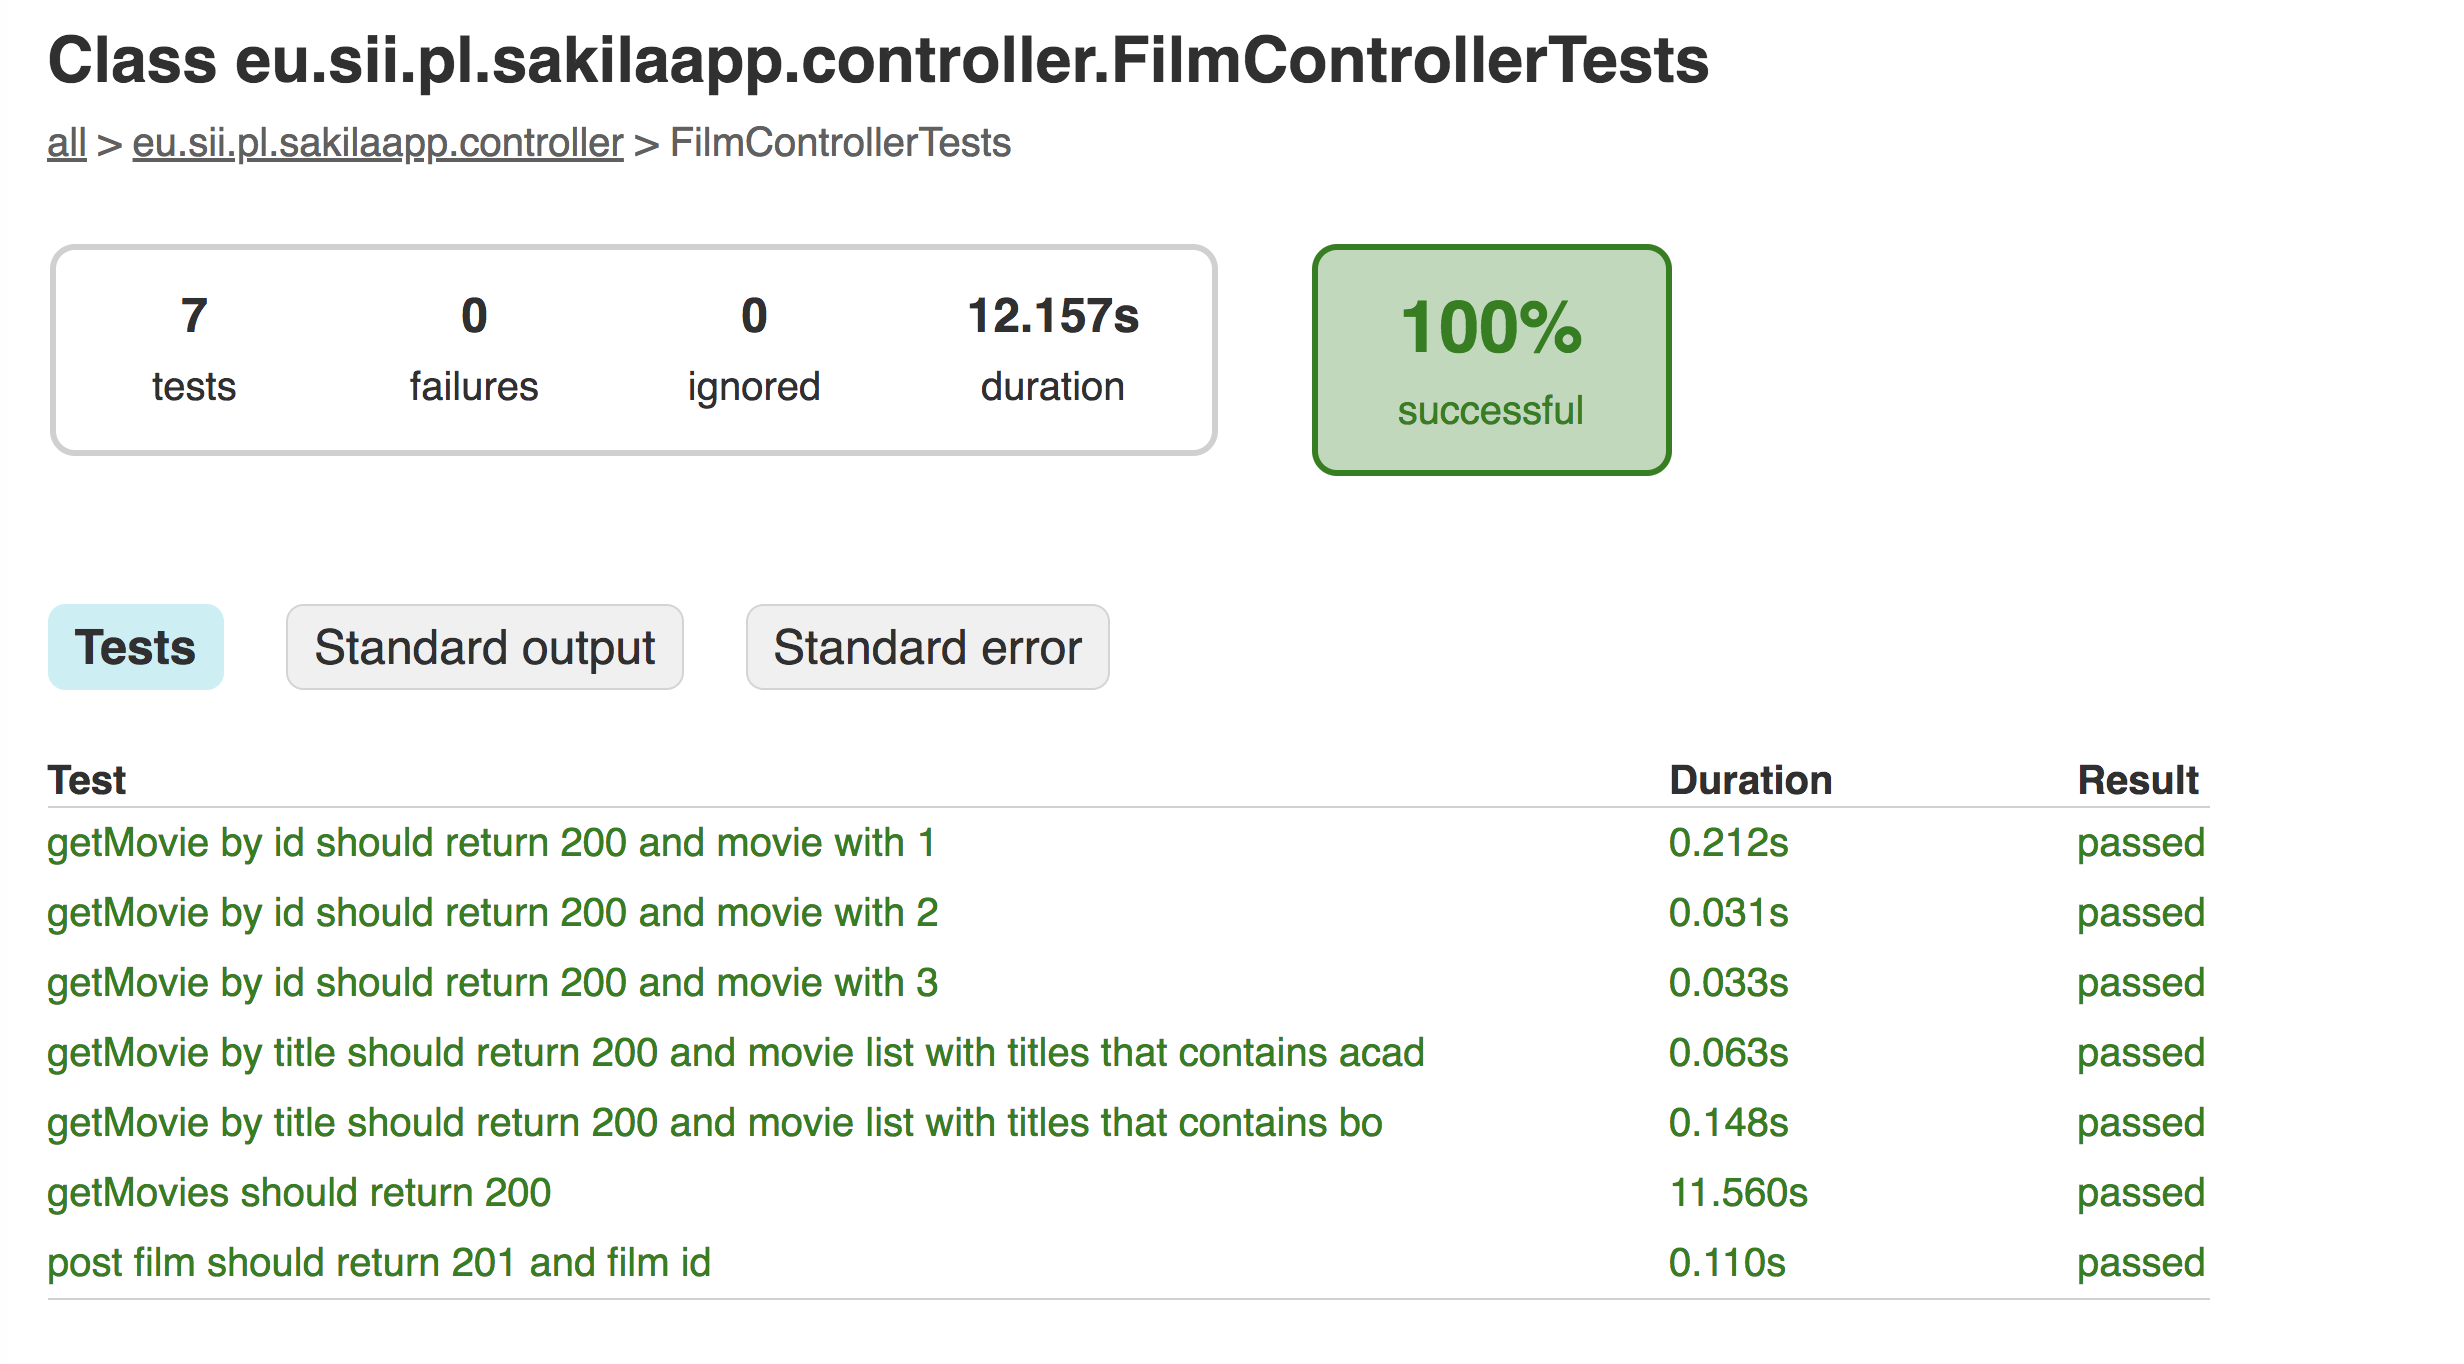 Class eu.sii.pl.sakilaapp.controller.FilmControllerTests
all > eu.sii.pl.sakilaapp.controller > FilmControllerTests
7 0 0 12.157s
tests failures ignored duration
100%
successful
Tests Standard output Standard error
Test Duration Result
getMovie by id should return 200 and movie with 1 0.212s passed
getMovie by id should return 200 and movie with 2 0.031s passed
getMovie by id should return 200 and movie with 3 0.033s passed
getMovie by title should return 200 and movie list with titles that contains acad 0.063s passed
getMovie by title should return 200 and movie list with titles that contains bo 0.148s passed
getMovies should return 200 11.560s passed
post film should return 201 and film id 0.110s passed